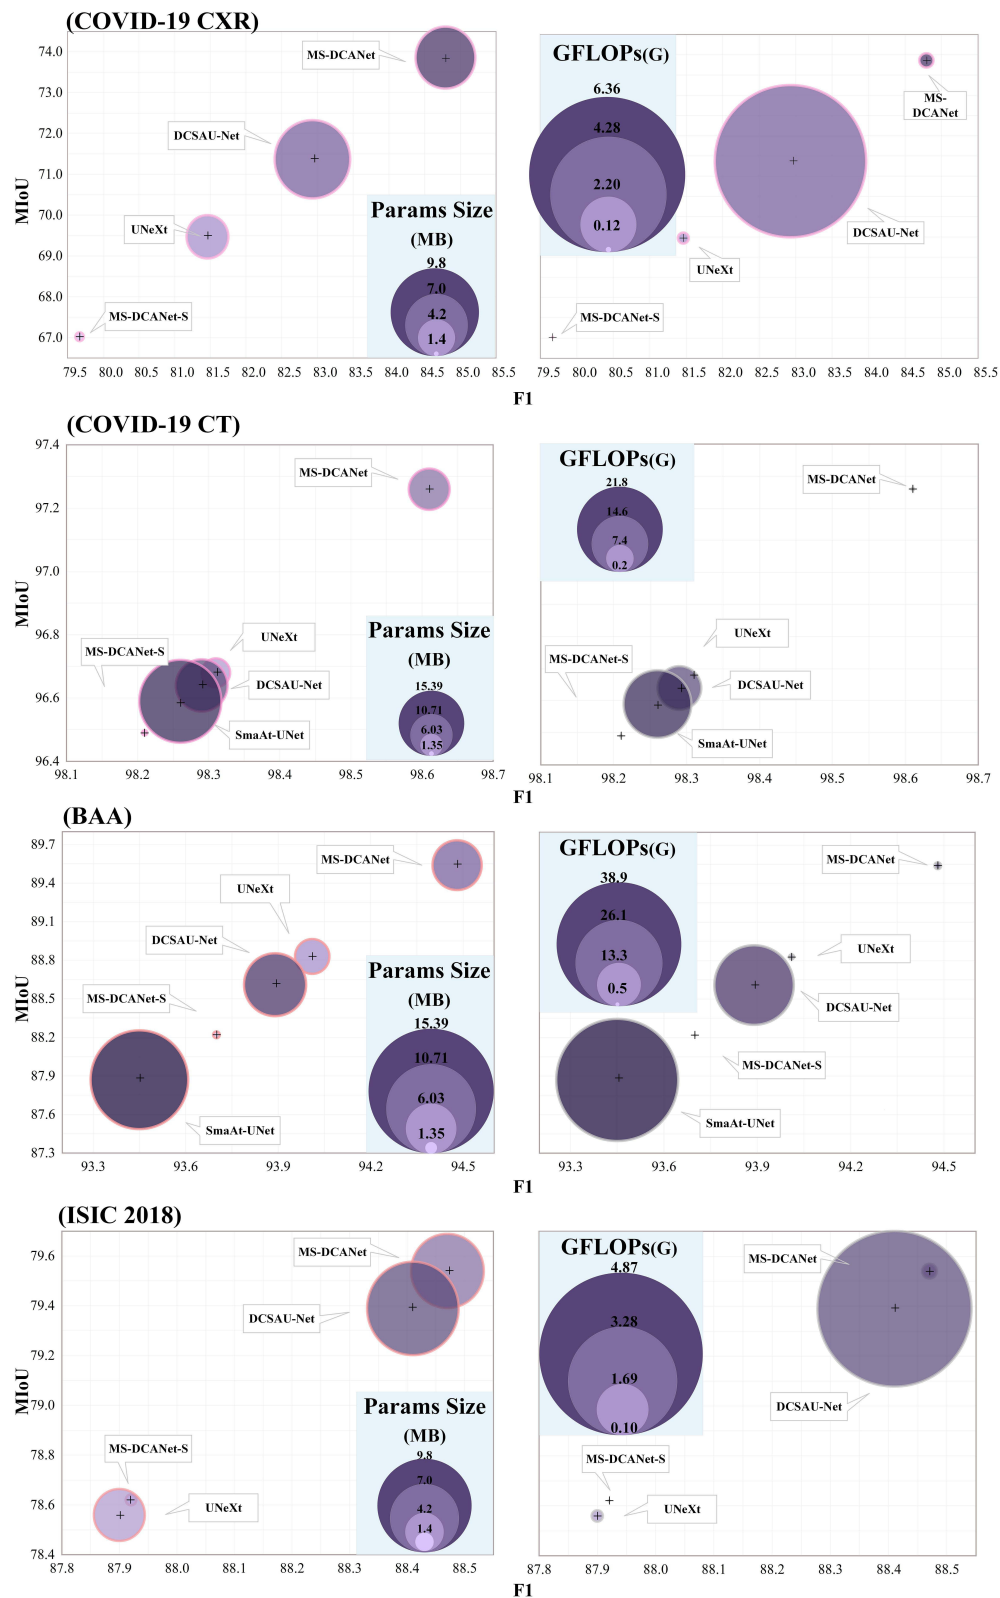 (COVID-19 CXR)
MIoU
74.0
73.0
72.0
71.0
70.0
69.0
68.0
67.0
MS-DCANet
DCSAU-Net
UNeXt
MS-DCANet-S
Params Size
(MB)
9.8
7.0
4.2
1.4
79.5 80.0 81.0 81.5 82.0 82.5 83.0 83.5 84.0 84.5 85.0 85.5
GFLOPs(G)
6.36
4.28
2.20
0.12
MS-
DCANet
DCSAU-Net
UNeXt
MS-DCANet-S
79.5 80.0 81.0 81.5 82.0 82.5 83.0 83.5 84.0 84.5 85.0 85.5
F1
(COVID-19 CT)
MIoU
97.4
97.2
97.0
96.8
96.6
96.4
MS-DCANet
UNeXt
MS-DCANet-S
DCSAU-Net
SmaAt-UNet
Params Size
(MB)
15.39
10.71
6.03
1.35
98.1 98.2 98.3 98.4 98.5 98.6 98.7
GFLOPs(G)
21.8
14.6
7.4
0.2
MS-DCANet
UNeXt
MS-DCANet-S
DCSAU-Net
SmaAt-UNet
98.1 98.2 98.3 98.4 98.5 98.6 98.7
F1
(BAA)
MIoU
89.7
89.4
89.1
88.8
88.5
88.2
87.9
87.6
87.3
MS-DCANet
UNeXt
DCSAU-Net
MS-DCANet-S
SmaAt-UNet
Params Size
(MB)
15.39
10.71
6.03
1.35
93.3 93.6 93.9 94.2 94.5
GFLOPs(G)
38.9
26.1
13.3
0.5
MS-DCANet
UNeXt
DCSAU-Net
MS-DCANet-S
SmaAt-UNet
93.3 93.6 93.9 94.2 94.5
F1
(ISIC 2018)
MIoU
79.6
79.4
79.2
79.0
78.8
78.6
78.4
MS-DCANet
DCSAU-Net
MS-DCANet-S
UNeXt
Params Size
(MB)
9.8
7.0
4.2
1.4
87.8 87.9 88.0 88.1 88.2 88.3 88.4 88.5
GFLOPs(G)
4.87
3.28
1.69
0.10
MS-DCANet
DCSAU-Net
MS-DCANet-S
UNeXt
87.8 87.9 88.0 88.1 88.2 88.3 88.4 88.5
F1